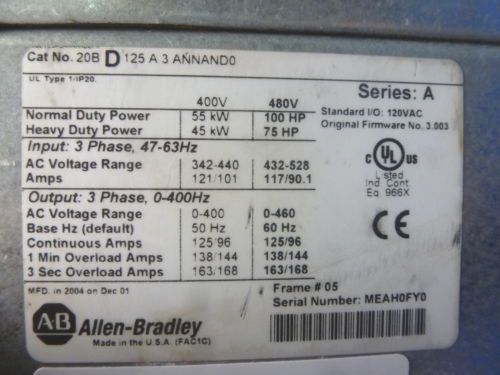 Cat No. 20B D 125 A 3 ANNAND0
UL Type 1/IP20.
Series: A
400V 480V
Standard I/O: 120VAC
Normal Duty Power 55 kW 100 HP
Original Firmware No. 3.003
Heavy Duty Power 45 kW 75 HP
Input: 3 Phase, 47-63Hz
AC Voltage Range 342-440 432-528
Amps 121/101 117/90.1
C UL US
Listed
Ind. Cont.
Eq. 966X
Output: 3 Phase, 0-400Hz
AC Voltage Range 0-400 0-460
Base Hz (default) 50 Hz 60 Hz
Continuous Amps 125/96 125/96
1 Min Overload Amps 138/144 138/144
3 Sec Overload Amps 163/168 163/168
CE
MFD. in 2004 on Dec 01
Frame # 05
Serial Number: MEAH0FY0
A-B Allen-Bradley
Made in the U.S.A. (FAC1C)